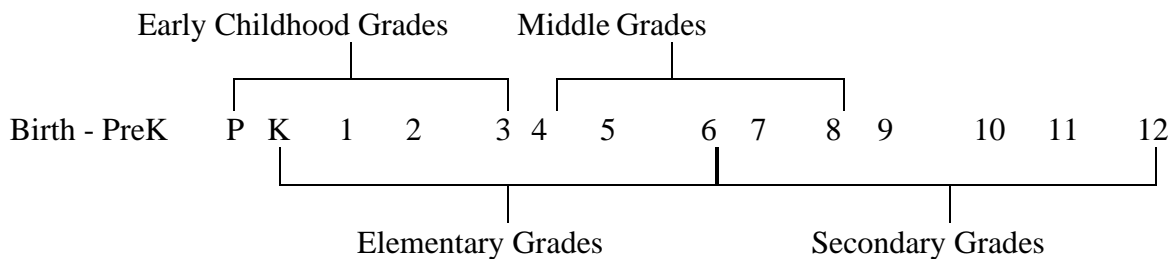 Early Childhood Grades Middle Grades
Birth - PreK P K 1 2 3 4 5 6 7 8 9 10 11 12
Elementary Grades Secondary Grades